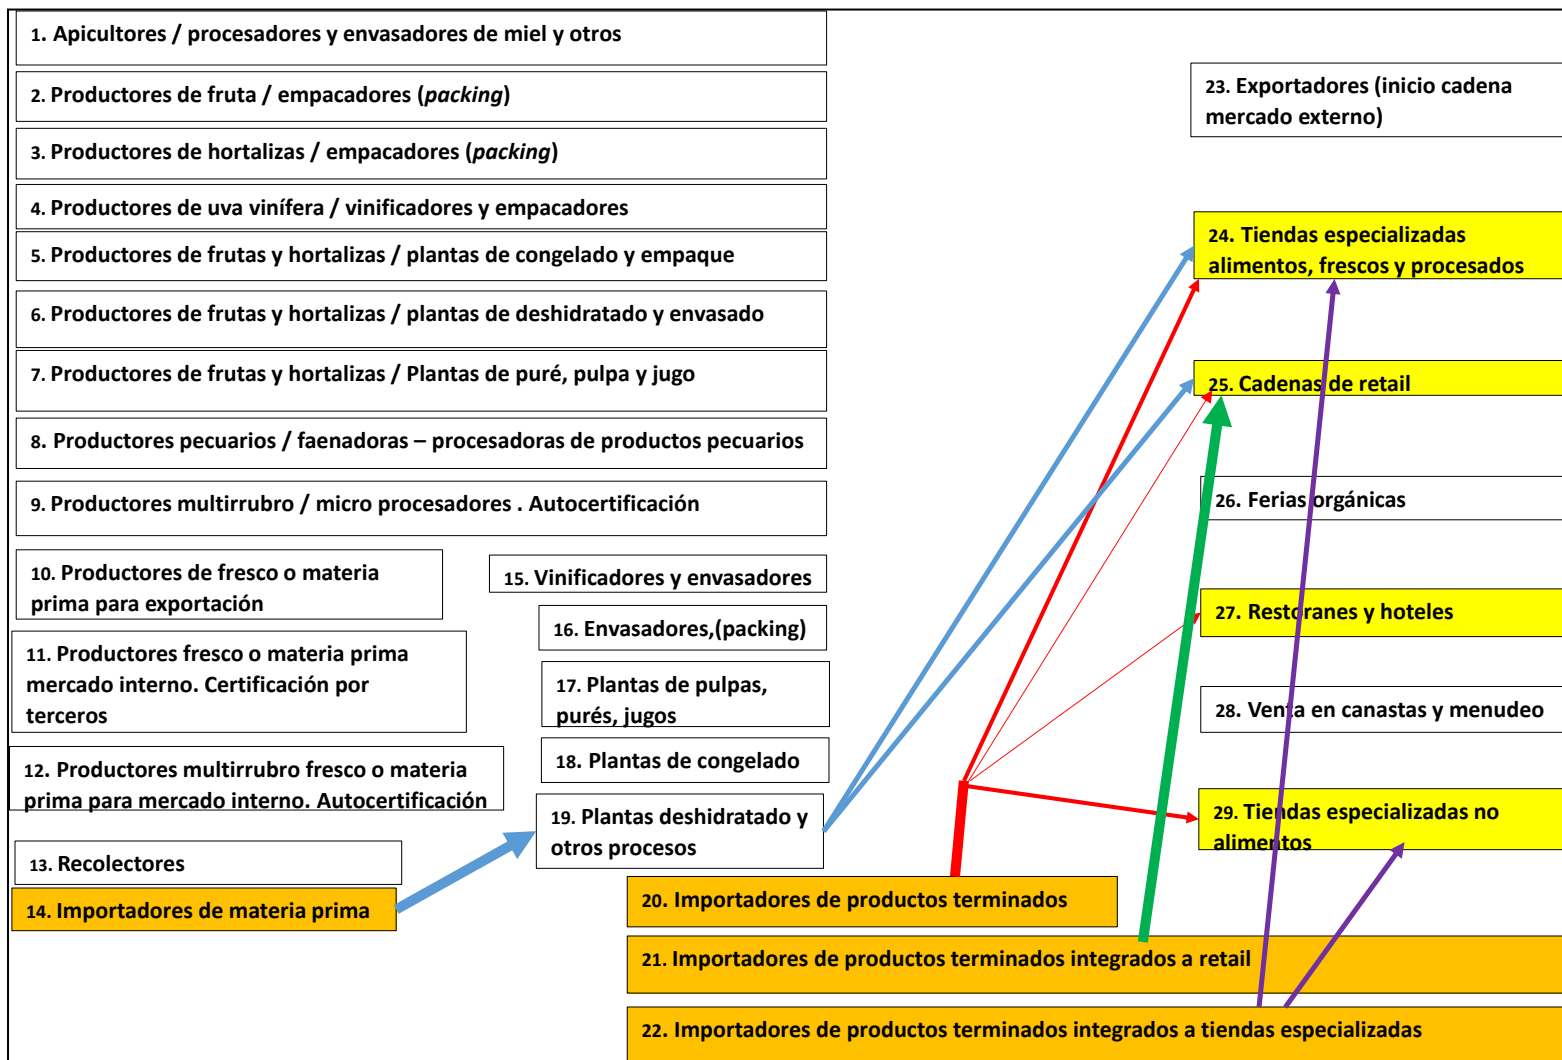 1. Apicultores / procesadores y envasadores de miel y otros
2. Productores de fruta / empacadores (packing)
3. Productores de hortalizas / empacadores (packing)
4. Productores de uva vinífera / vinificadores y empacadores
5. Productores de frutas y hortalizas / plantas de congelado y empaque
6. Productores de frutas y hortalizas / plantas de deshidratado y envasado
7. Productores de frutas y hortalizas / Plantas de puré, pulpa y jugo
8. Productores pecuarios / faenadoras – procesadoras de productos pecuarios
9. Productores multirrubro / micro procesadores . Autocertificación
10. Productores de fresco o materia
prima para exportación
11. Productores fresco o materia prima
mercado interno. Certificación por
terceros
12. Productores multirrubro fresco o materia
prima para mercado interno. Autocertificación
13. Recolectores
14. Importadores de materia prima
15. Vinificadores y envasadores
16. Envasadores,(packing)
17. Plantas de pulpas,
purés, jugos
18. Plantas de congelado
19. Plantas deshidratado y
otros procesos
20. Importadores de productos terminados
21. Importadores de productos terminados integrados a retail
22. Importadores de productos terminados integrados a tiendas especializadas
23. Exportadores (inicio cadena
mercado externo)
24. Tiendas especializadas
alimentos, frescos y procesados
25. Cadenas de retail
26. Ferias orgánicas
27. Restoranes y hoteles
28. Venta en canastas y menudeo
29. Tiendas especializadas no
alimentos